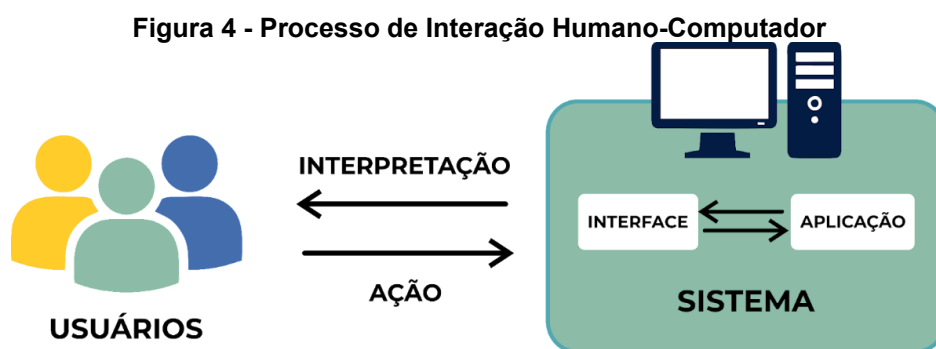 Figura 4 - Processo de Interação Humano-Computador
INTERPRETAÇÃO
AÇÃO
USUÁRIOS
INTERFACE
APLICAÇÃO
SISTEMA